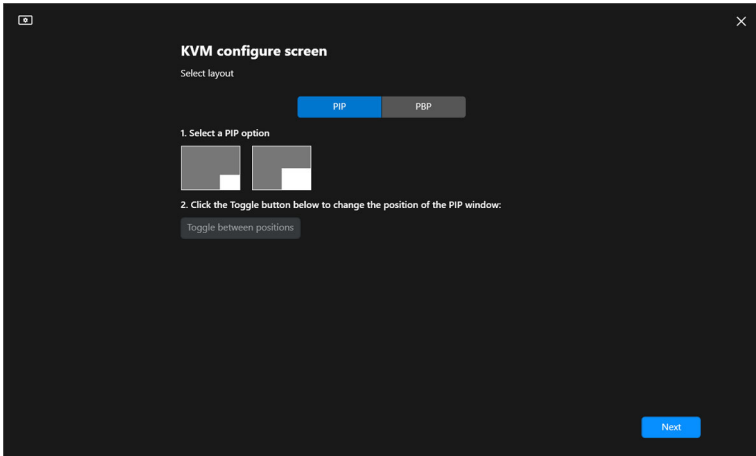 KVM configure screen
Select layout
PIP PBP
1. Select a PIP option
2. Click the Toggle button below to change the position of the PIP window:
Toggle between positions
Next